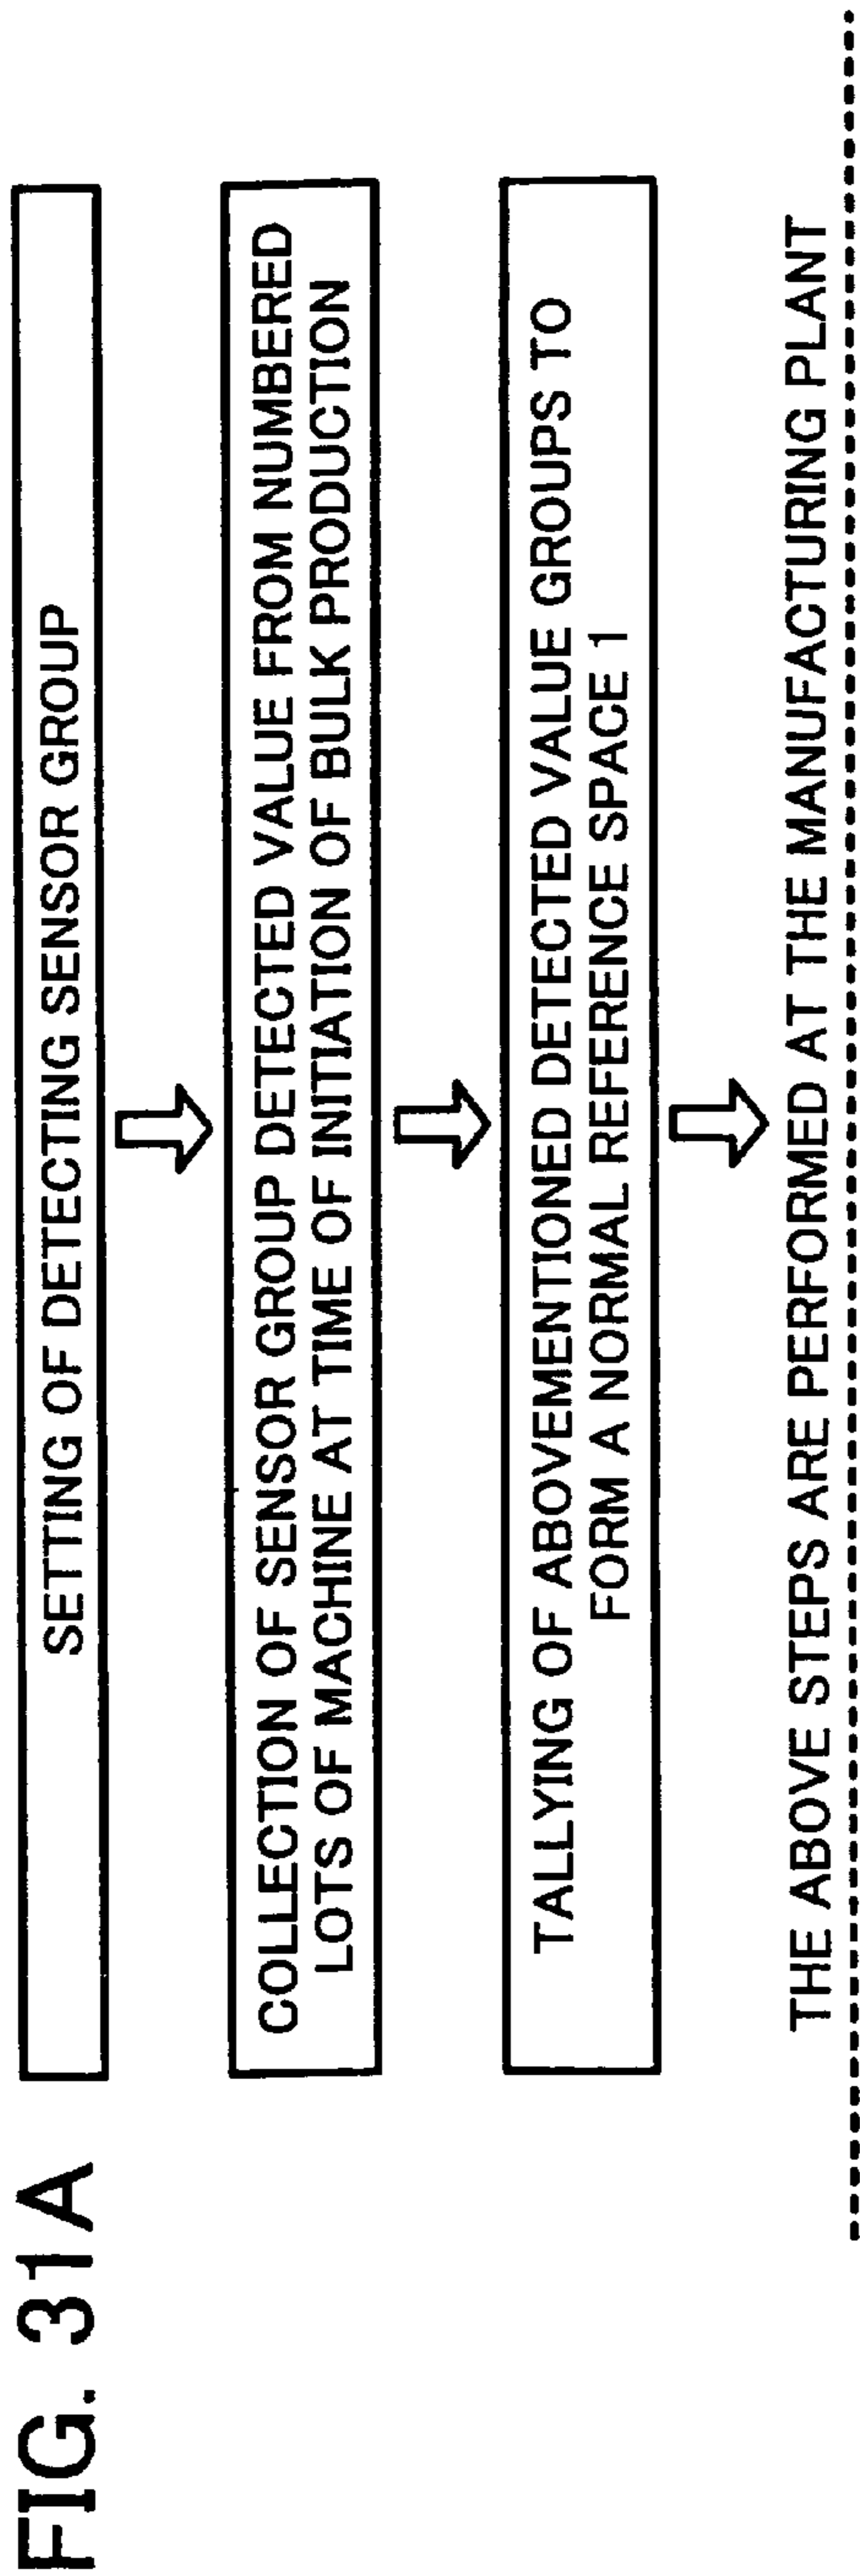 FIG. 31A
SETTING OF DETECTING SENSOR GROUP
COLLECTION OF SENSOR GROUP DETECTED VALUE FROM NUMBERED
LOTS OF MACHINE AT TIME OF INITIATION OF BULK PRODUCTION
TALLYING OF ABOVEMENTIONED DETECTED VALUE GROUPS TO
FORM A NORMAL REFERENCE SPACE 1
THE ABOVE STEPS ARE PERFORMED AT THE MANUFACTURING PLANT